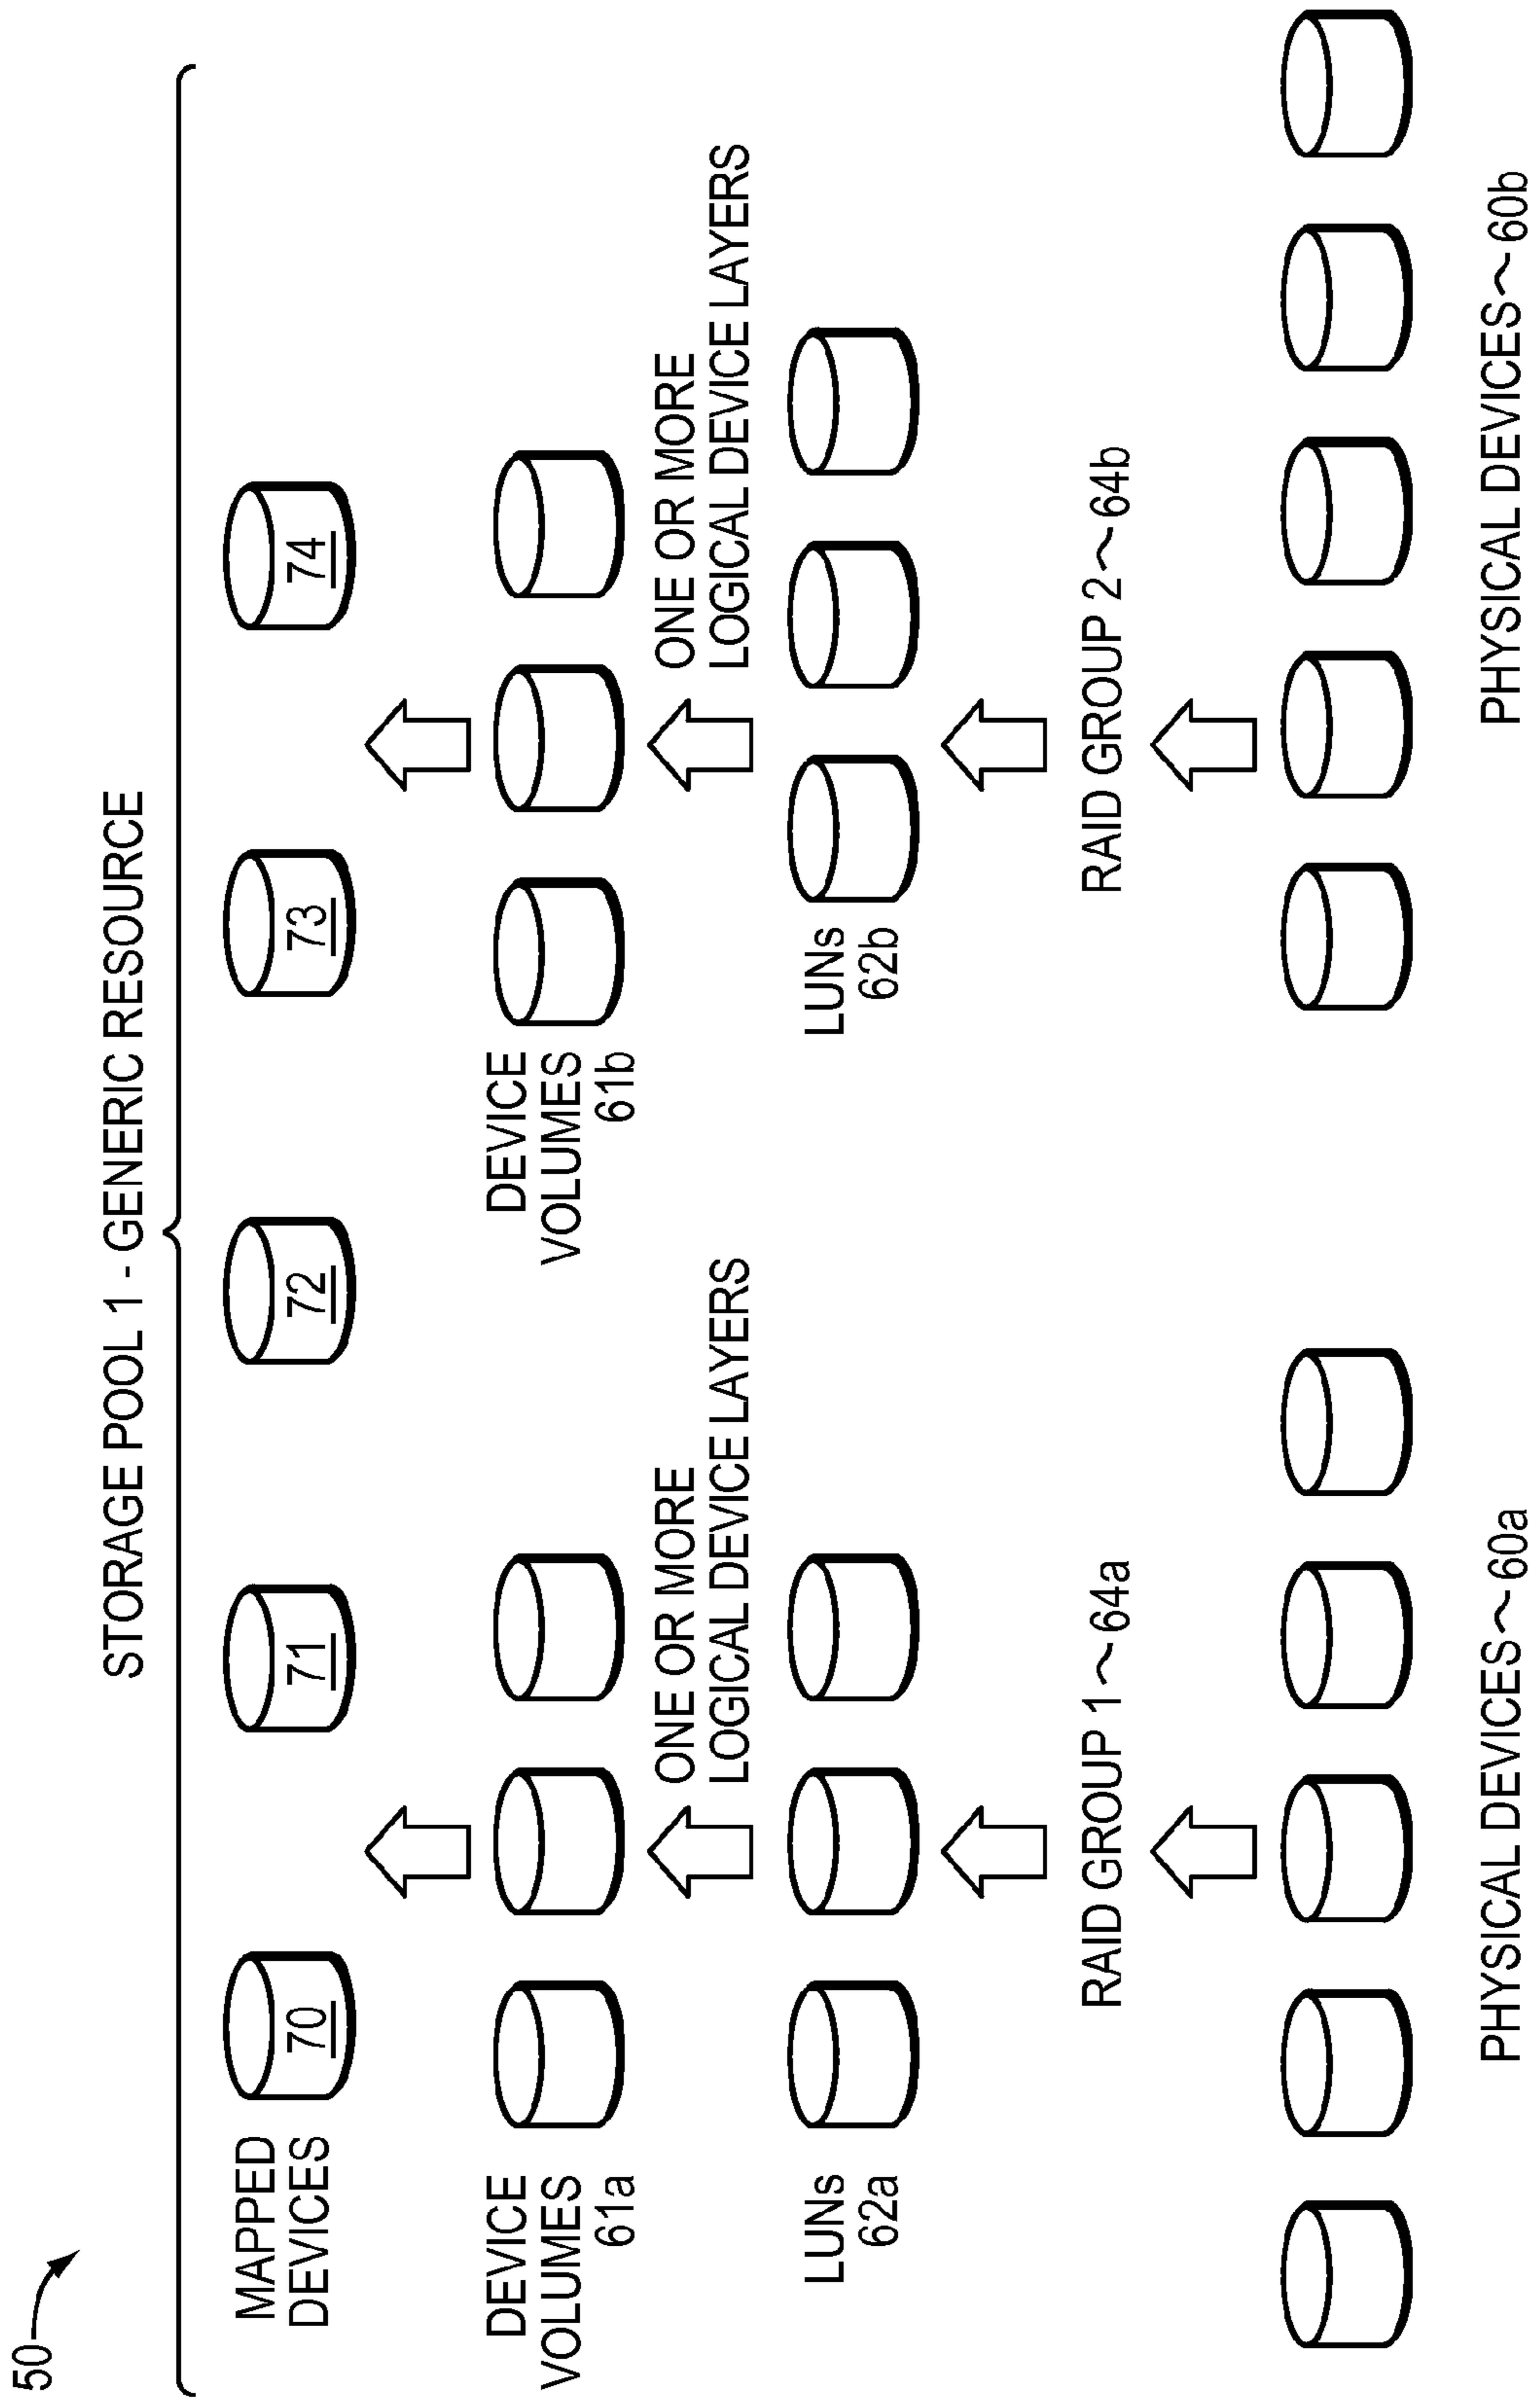 50
STORAGE POOL 1 - GENERIC RESOURCE
MAPPED
DEVICES
70
71
72
73
74
DEVICE
VOLUMES
61a
DEVICE
VOLUMES
61b
ONE OR MORE
LOGICAL DEVICE LAYERS
ONE OR MORE
LOGICAL DEVICE LAYERS
LUNs
62a
LUNs
62b
RAID GROUP 1~64a
RAID GROUP 2~64b
PHYSICAL DEVICES~60a
PHYSICAL DEVICES~60b